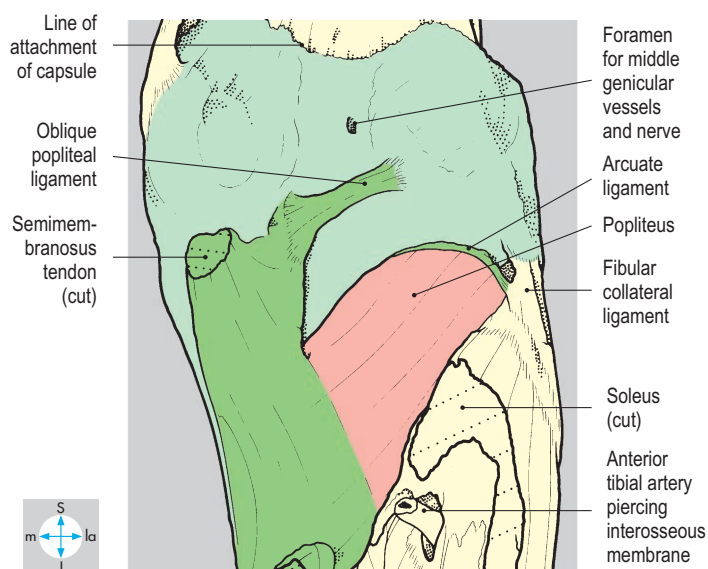 Line of
attachment
of capsule
Oblique
popliteal
ligament
Semimem-
branosus
tendon
(cut)
Foramen
for middle
genicular
vessels
and nerve
Arcuate
ligament
Popliteus
Fibular
collateral
ligament
Soleus
(cut)
Anterior
tibial artery
piercing
interosseous
membrane
S
m
la
I